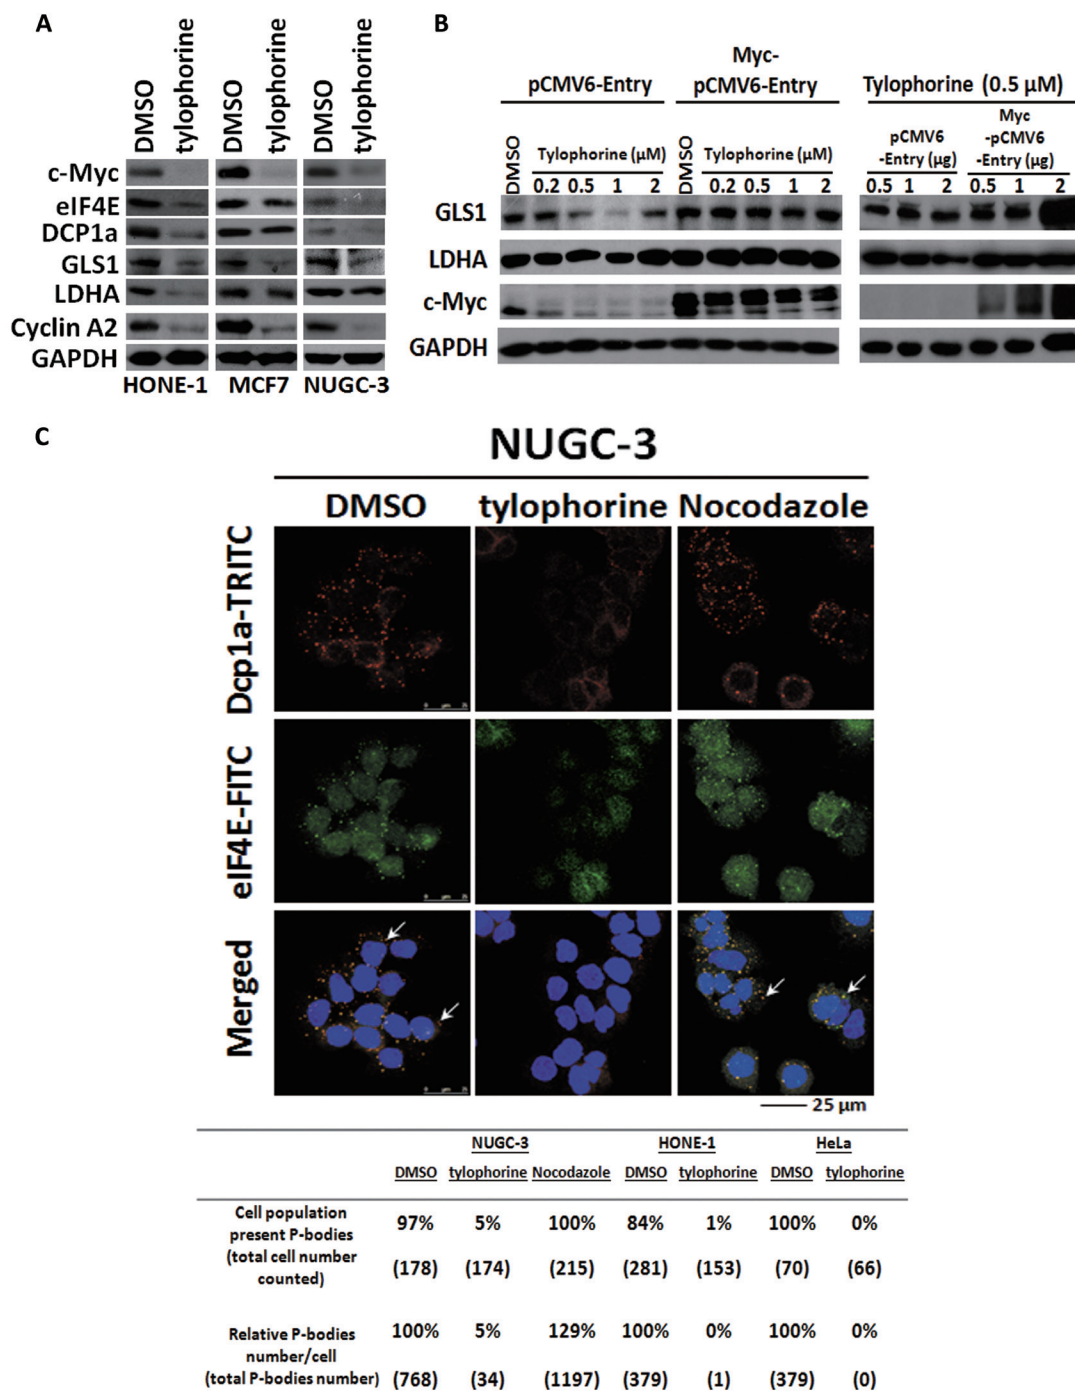 A
DMSO
tylophorine
DMSO
tylophorine
DMSO
tylophorine
c-Myc
eIF4E
DCP1a
GLS1
LDHA
Cyclin A2
GAPDH
HONE-1 MCF7 NUGC-3
B
pCMV6-Entry
Myc-
pCMV6-Entry
Tylophorine (0.5 µM)
DMSO
Tylophorine (µM)
0.2 0.5 1 2
DMSO
Tylophorine (µM)
0.2 0.5 1 2
pCMV6
-Entry (µg)
0.5 1 2
Myc
-pCMV6
-Entry (µg)
0.5 1 2
GLS1
LDHA
c-Myc
GAPDH
C
NUGC-3
DMSO tylophorine Nocodazole
Dcp1a-TRITC
eIF4E-FITC
Merged
25 µm
NUGC-3 HONE-1 HeLa
DMSO tylophorine Nocodazole DMSO tylophorine DMSO tylophorine
Cell population
present P-bodies
(total cell number
counted)
97% 5% 100% 84% 1% 100% 0%
(178) (174) (215) (281) (153) (70) (66)
Relative P-bodies
number/cell
(total P-bodies number)
100% 5% 129% 100% 0% 100% 0%
(768) (34) (1197) (379) (1) (379) (0)